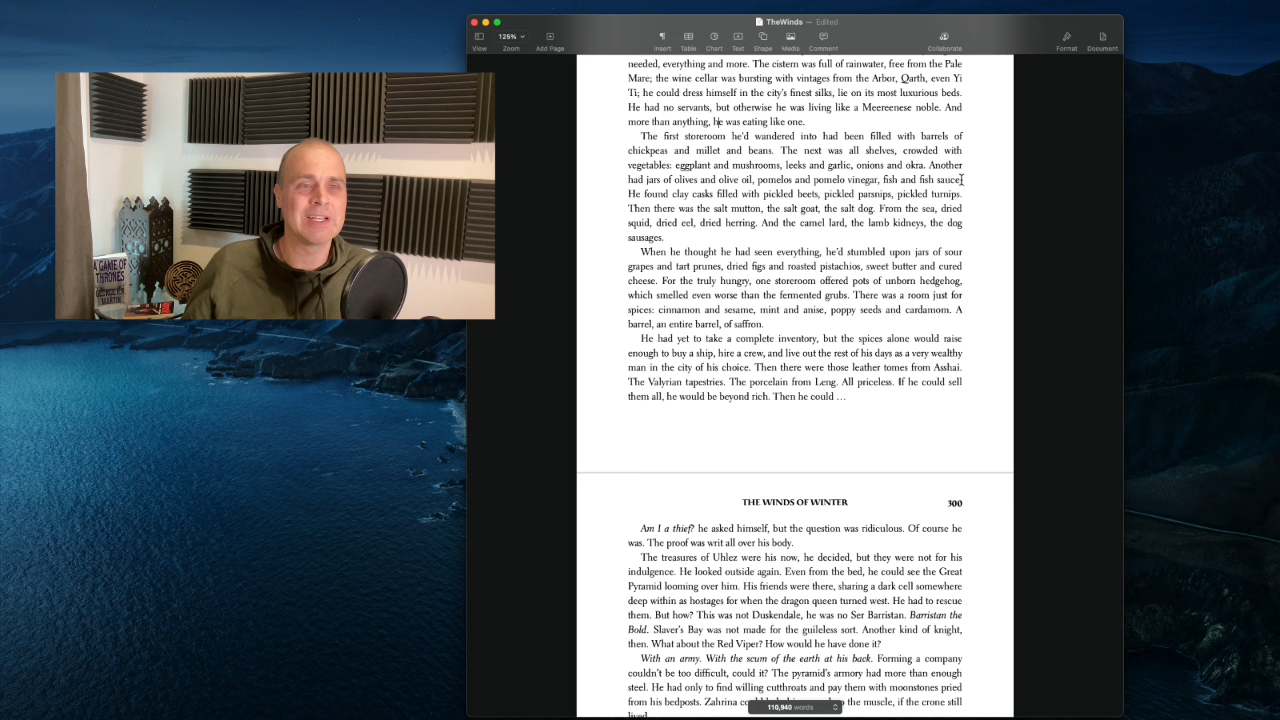 TheWinds — Edited
125%
View Zoom Add Page Insert Table Chart Text Shape Media Comment Collaborate Format Document
needed, everything and more. The cistern was full of rainwater, free from the Pale
Mare; the wine cellar was bursting with vintages from the Arbor, Qarth, even Yi
Ti; he could dress himself in the city's finest silks, lie on its most luxurious beds.
He had no servants, but otherwise he was living like a Meereenese noble. And
more than anything, he was eating like one.
The first storeroom he'd wandered into had been filled with barrels of
chickpeas and millet and beans. The next was all shelves, crowded with
vegetables: eggplant and mushrooms, leeks and garlic, onions and okra. Another
had jars of olives and olive oil, pomelos and pomelo vinegar, fish and fish sauce.
He found clay casks filled with pickled beets, pickled parsnips, pickled turnips.
Then there was the salt mutton, the salt goat, the salt dog. From the sea, dried
squid, dried eel, dried herring. And the camel lard, the lamb kidneys, the dog
sausages.
When he thought he had seen everything, he'd stumbled upon jars of sour
grapes and tart prunes, dried figs and roasted pistachios, sweet butter and cured
cheese. For the truly hungry, one storeroom offered pots of unborn hedgehog,
which smelled even worse than the fermented grubs. There was a room just for
spices: cinnamon and sesame, mint and anise, poppy seeds and cardamom. A
barrel, an entire barrel, of saffron.
He had yet to take a complete inventory, but the spices alone would raise
enough to buy a ship, hire a crew, and live out the rest of his days as a very wealthy
man in the city of his choice. Then there were those leather tomes from Asshai.
The Valyrian tapestries. The porcelain from Leng. All priceless. If he could sell
them all, he would be beyond rich. Then he could …
THE WINDS OF WINTER 300
Am I a thief? he asked himself, but the question was ridiculous. Of course he
was. The proof was writ all over his body.
The treasures of Uhlez were his now, he decided, but they were not for his
indulgence. He looked outside again. Even from the bed, he could see the Great
Pyramid looming over him. His friends were there, sharing a dark cell somewhere
deep within as hostages for when the dragon queen turned west. He had to rescue
them. But how? This was not Duskendale, he was no Ser Barristan. Barristan the
Bold. Slaver's Bay was not made for the guileless sort. Another kind of knight,
then. What about the Red Viper? How would he have done it?
With an army. With the scum of the earth at his back. Forming a company
couldn't be too difficult, could it? The pyramid's armory had more than enough
steel. He had only to find willing cutthroats and pay them with moonstones pried
from his bedposts. Zahrina the muscle, if the crone still
lived.
110,940 words
A GAME OF
THRONES
GEORGE R.R.
MARTIN